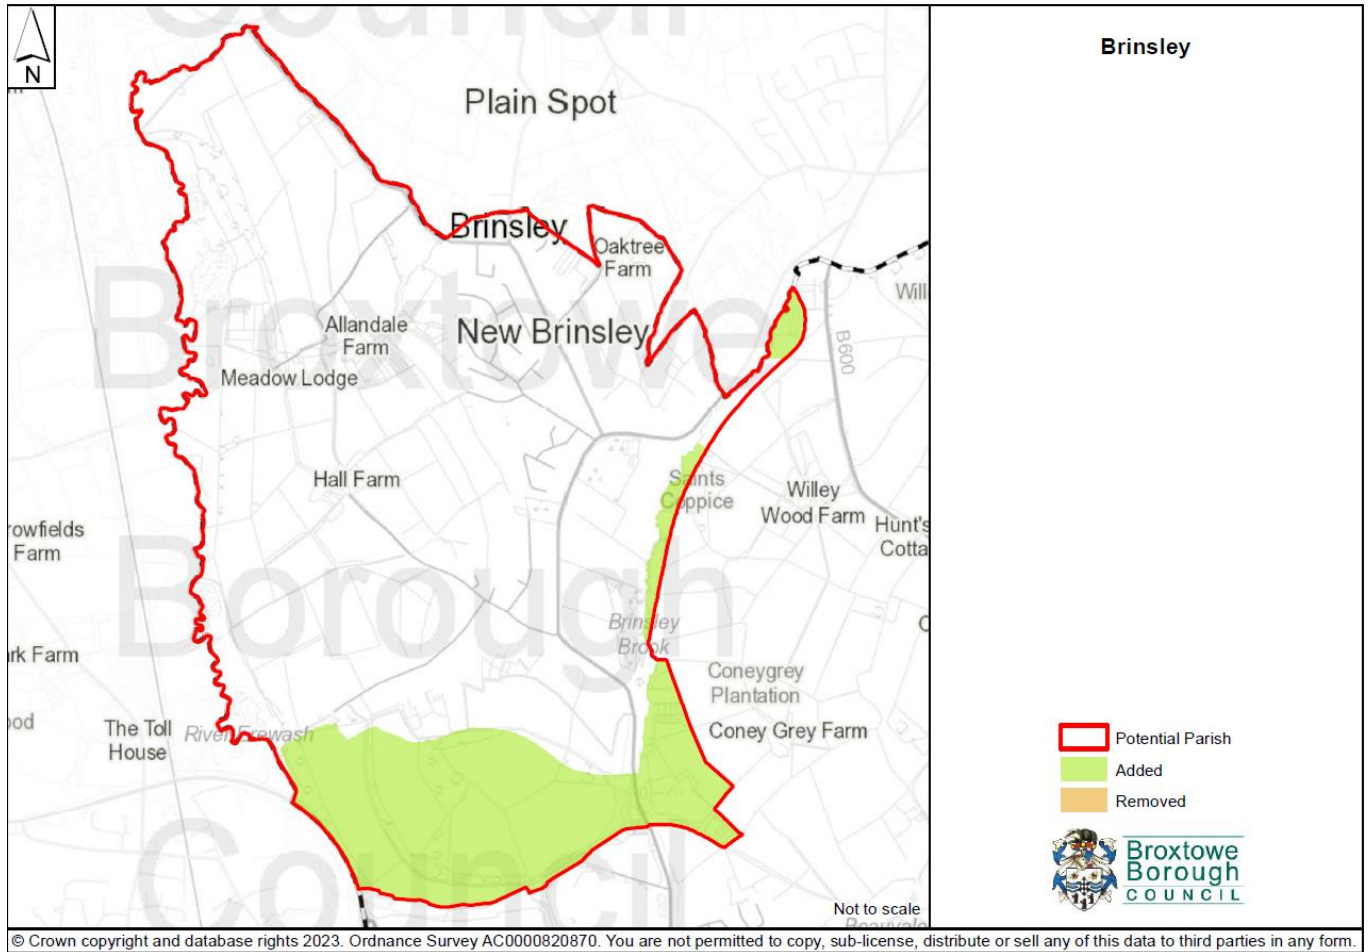 Council
N
Brinsley
Plain Spot
Brinsley
Oaktree
Farm
Will
Broxtowe
Allandale
Farm
New Brinsley
B600
Meadow Lodge
Hall Farm
Saints
Coppice
Willey
Wood Farm
Hunt's
Cotta
rowfields
Farm
Borough
Brinsley
Brook
rk Farm
Coneygrey
Plantation
Coney Grey Farm
ood
The Toll
House
River Erewash
Potential Parish
Added
Removed
Council
Broxtowe
Borough
COUNCIL
Not to scale
© Crown copyright and database rights 2023. Ordnance Survey AC0000820870. You are not permitted to copy, sub-license, distribute or sell any of this data to third parties in any form.